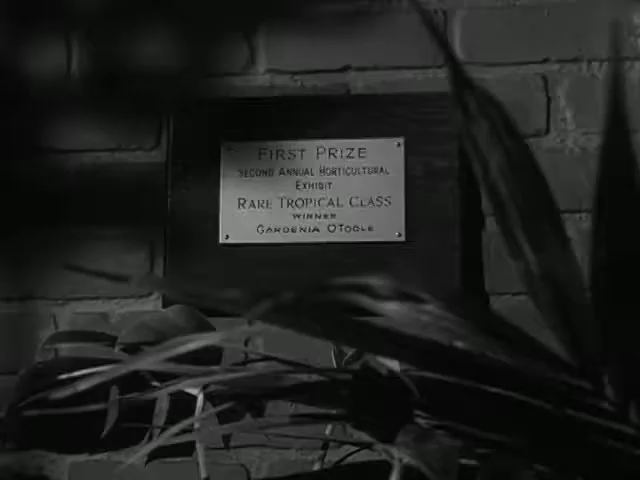 FIRST PRIZE
SECOND ANNUAL HORTICULTURAL
EXHIBIT
RARE TROPICAL CLASS
WINNER
GARDENIA O'TOOLE